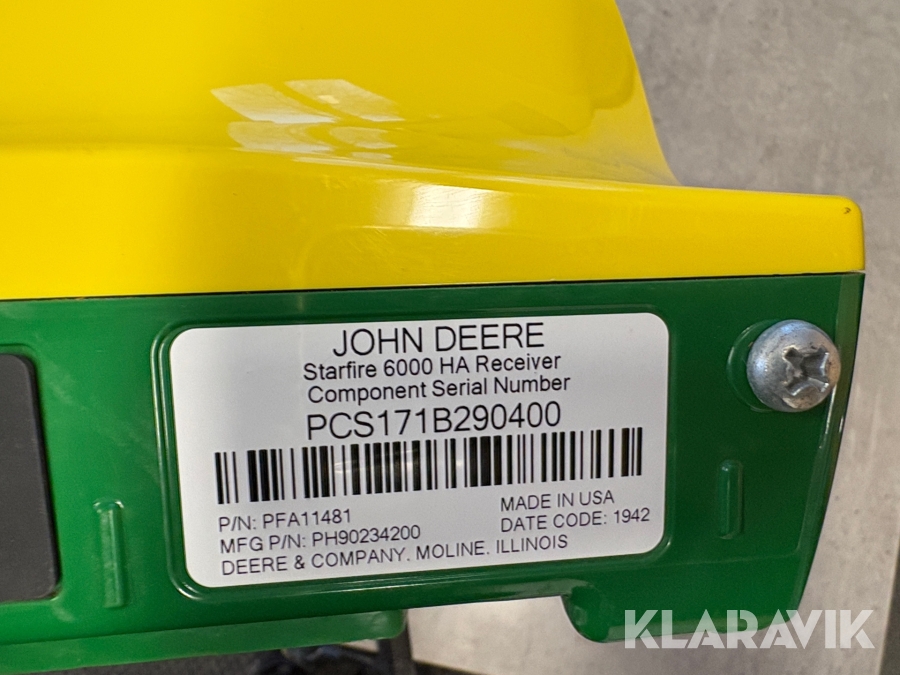 JOHN DEERE
Starfire 6000 HA Receiver
Component Serial Number
PCS171B290400
P/N: PFA11481
MFG P/N: PH90234200
MADE IN USA
DATE CODE: 1942
DEERE & COMPANY. MOLINE. ILLINOIS
KLARAVIK